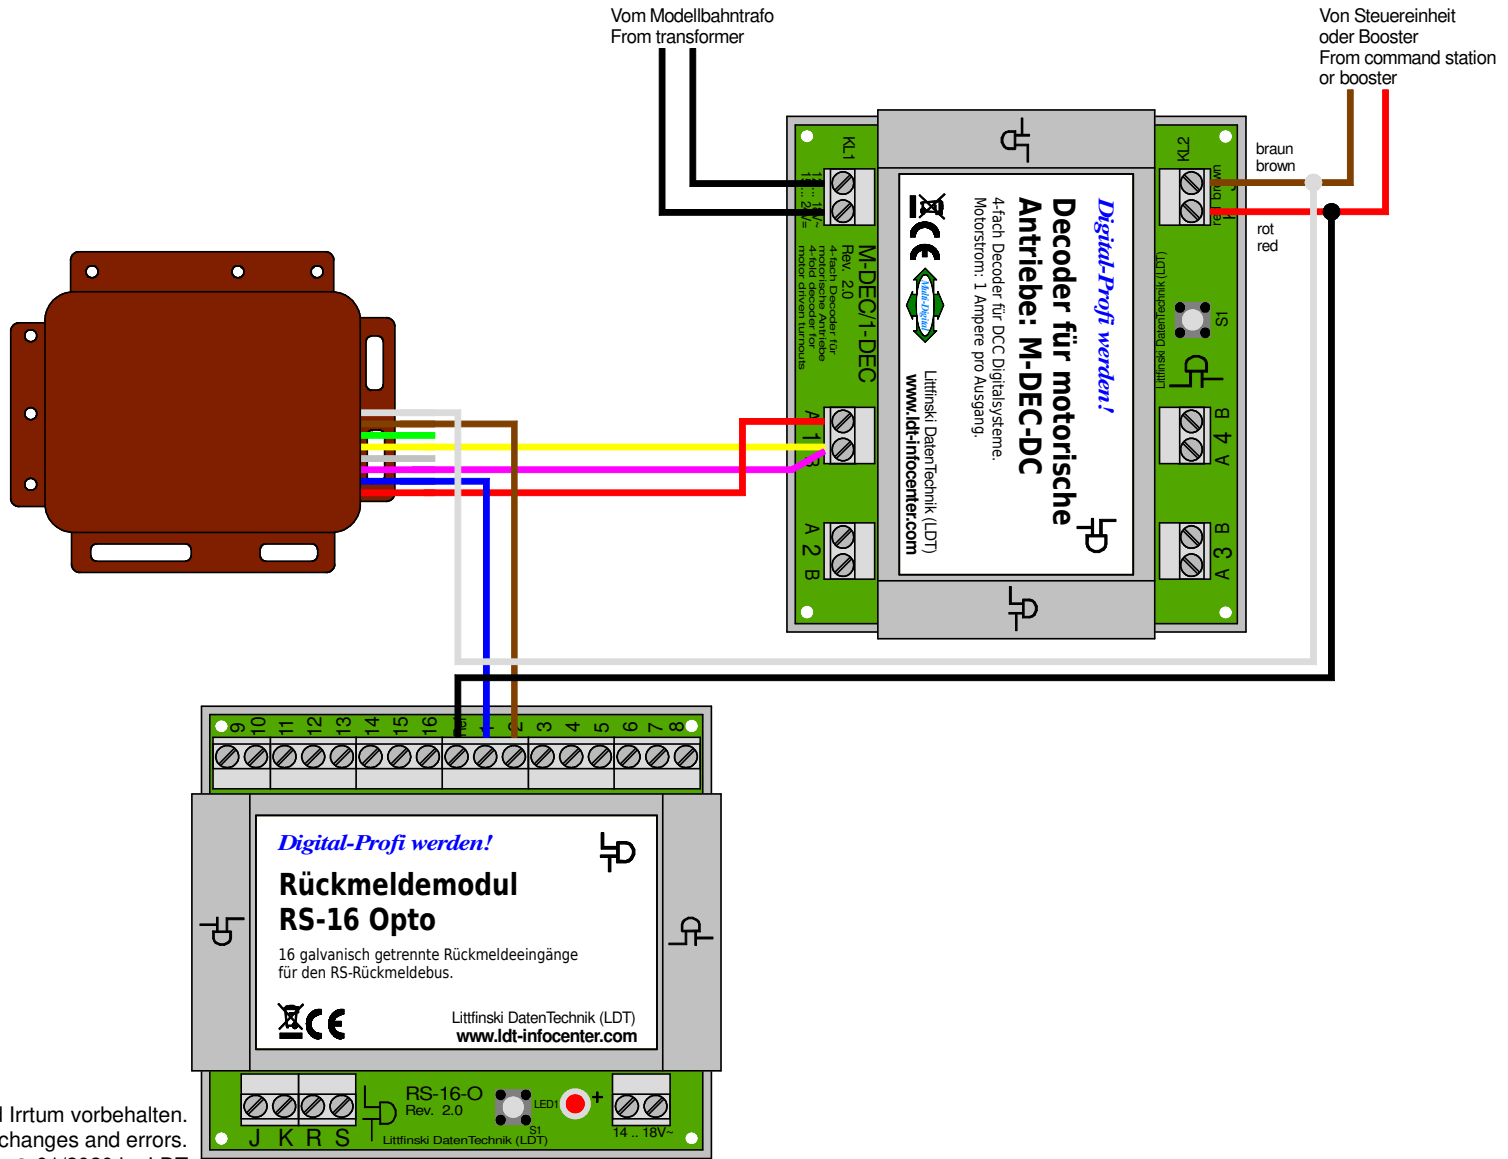 Vom Modellbahntrafo
From transformer
Von Steuereinheit
oder Booster
From command station
or booster
braun
brown
rot
red
KL1
KL2
M-DEC/1-DEC
Rev. 2.0
4-fach Decoder für
motorische Antriebe
4-fold decoder for
motor driven turnouts
A
1
A
2
B
Digital-Profi werden!
Decoder für motorische
Antriebe: M-DEC-DC
4-fach Decoder für DCC Digitalsysteme.
Motorstrom: 1 Ampere pro Ausgang.
CE
Multi-Digital
Littfinski DatenTechnik (LDT)
www.ldt-infocenter.com
S1
Littfinski DatenTechnik (LDT)
B
4
A
B
3
A
9 10 11 12 13 14 15 16 2 3 4 5 6 7 8
Digital-Profi werden!
Rückmeldemodul
RS-16 Opto
16 galvanisch getrennte Rückmeldeeingänge
für den RS-Rückmeldebus.
CE
Littfinski DatenTechnik (LDT)
www.ldt-infocenter.com
J K R S
RS-16-O
Rev. 2.0
Littfinski DatenTechnik (LDT)
S1
LED1
+
14 .. 18V~
Irrtum vorbehalten.
changes and errors.